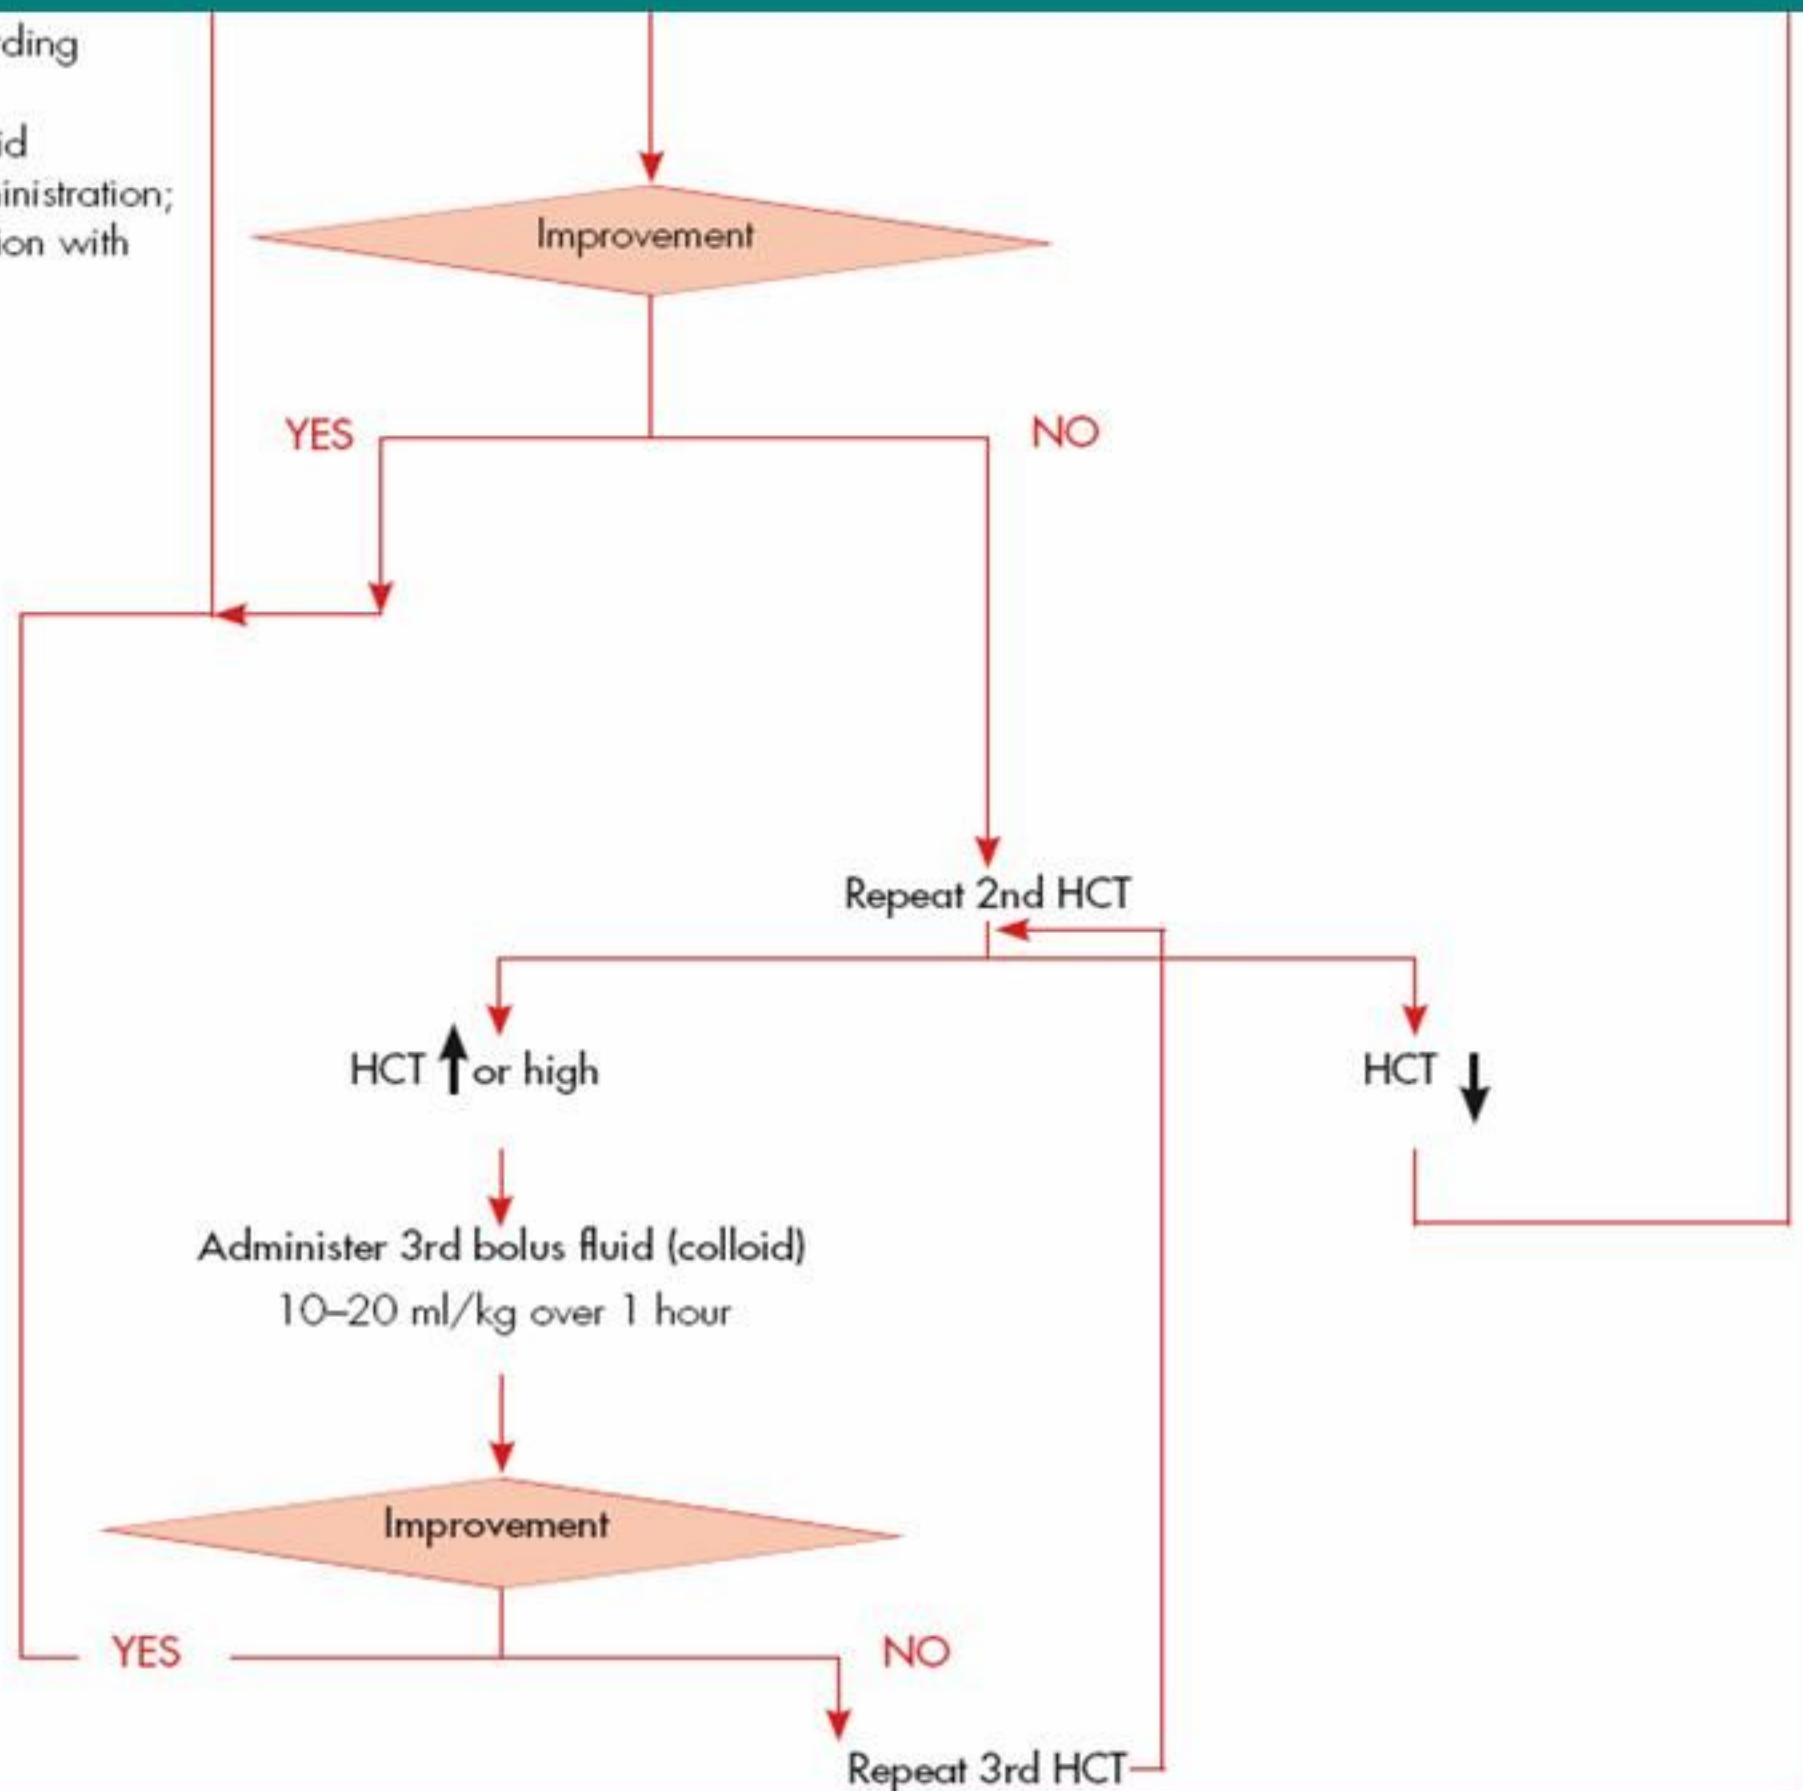 ding
id
inistration;
ion with
Improvement
YES
NO
Repeat 2nd HCT
HCT ↑ or high
HCT ↓
Administer 3rd bolus fluid (colloid)
10–20 ml/kg over 1 hour
Improvement
YES
NO
Repeat 3rd HCT